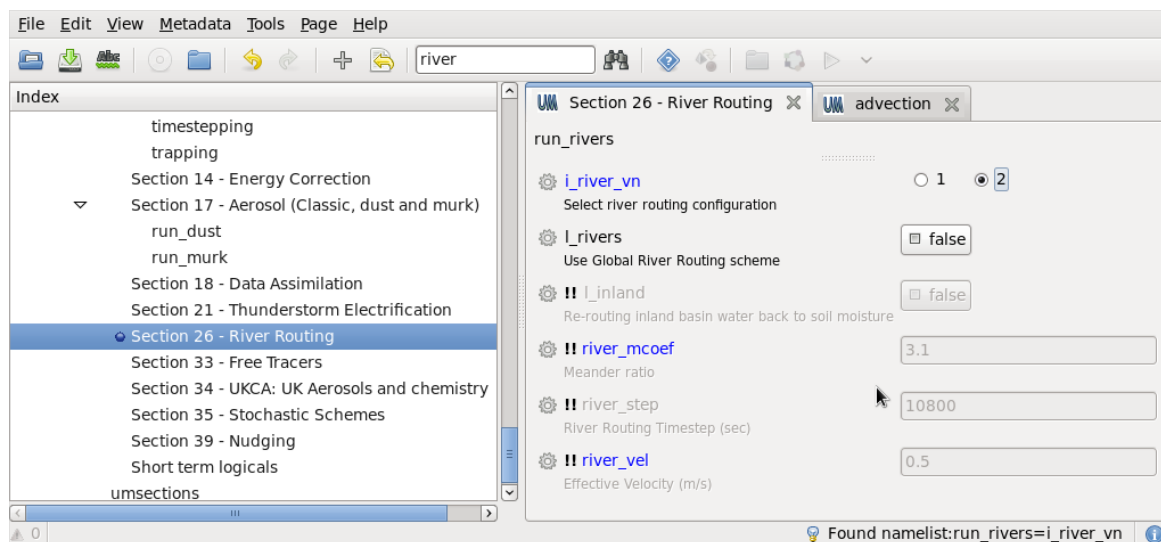 File Edit View Metadata Tools Page Help
Abc river
Index
timestepping
trapping
Section 14 - Energy Correction
Section 17 - Aerosol (Classic, dust and murk)
run_dust
run_murk
Section 18 - Data Assimilation
Section 21 - Thunderstorm Electrification
Section 26 - River Routing
Section 33 - Free Tracers
Section 34 - UKCA: UK Aerosols and chemistry
Section 35 - Stochastic Schemes
Section 39 - Nudging
Short term logicals
umsections
0
UM Section 26 - River Routing UM advection
run_rivers
i_river_vn 1 2
Select river routing configuration
l_rivers false
Use Global River Routing scheme
!! l_inland false
Re-routing inland basin water back to soil moisture
!! river_mcoef 3.1
Meander ratio
!! river_step 10800
River Routing Timestep (sec)
!! river_vel 0.5
Effective Velocity (m/s)
Found namelist:run_rivers=i_river_vn